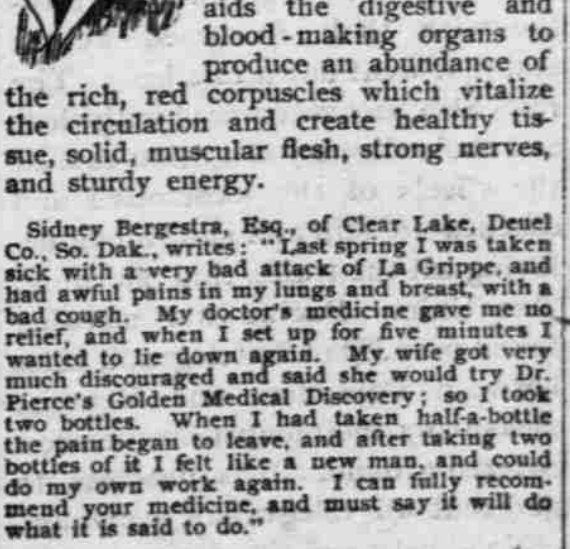 aids the digestive and
blood-making organs to
produce an abundance of
the rich, red corpuscles which vitalize
the circulation and create healthy tis-
sue, solid, muscular flesh, strong nerves,
and sturdy energy.
Sidney Bergestra, Esq., of Clear Lake, Deuel
Co., So. Dak., writes: "Last spring I was taken
sick with a very bad attack of La Grippe, and
had awful pains in my lungs and breast, with a
bad cough. My doctor's medicine gave me no
relief, and when I set up for five minutes I
wanted to lie down again. My wife got very
much discouraged and said she would try Dr.
Pierce's Golden Medical Discovery; so I took
two bottles. When I had taken half-a-bottle
the pain began to leave, and after taking two
bottles of it I felt like a new man, and could
do my own work again. I can fully recom-
mend your medicine, and must say it will do
what it is said to do."